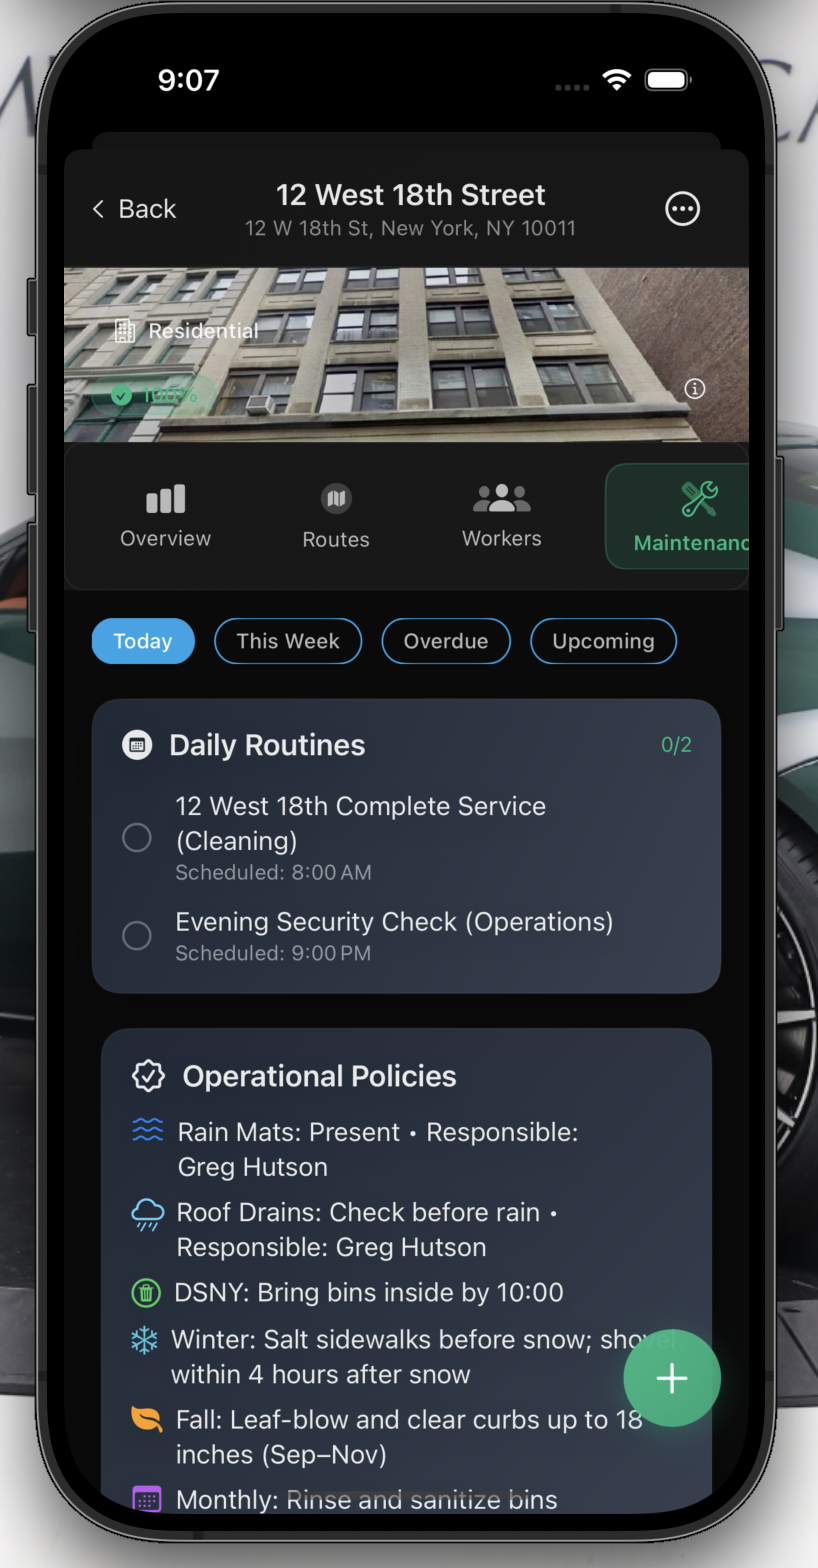 9:07
Back
12 West 18th Street
12 W 18th St, New York, NY 10011
Residential
100%
Overview
Routes
Workers
Maintenanc
Today
This Week
Overdue
Upcoming
Daily Routines
0/2
12 West 18th Complete Service
(Cleaning)
Scheduled: 8:00 AM
Evening Security Check (Operations)
Scheduled: 9:00 PM
Operational Policies
Rain Mats: Present • Responsible:
Greg Hutson
Roof Drains: Check before rain •
Responsible: Greg Hutson
DSNY: Bring bins inside by 10:00
Winter: Salt sidewalks before snow; shovel
within 4 hours after snow
Fall: Leaf-blow and clear curbs up to 18
inches (Sep–Nov)
Monthly: Rinse and sanitize bins